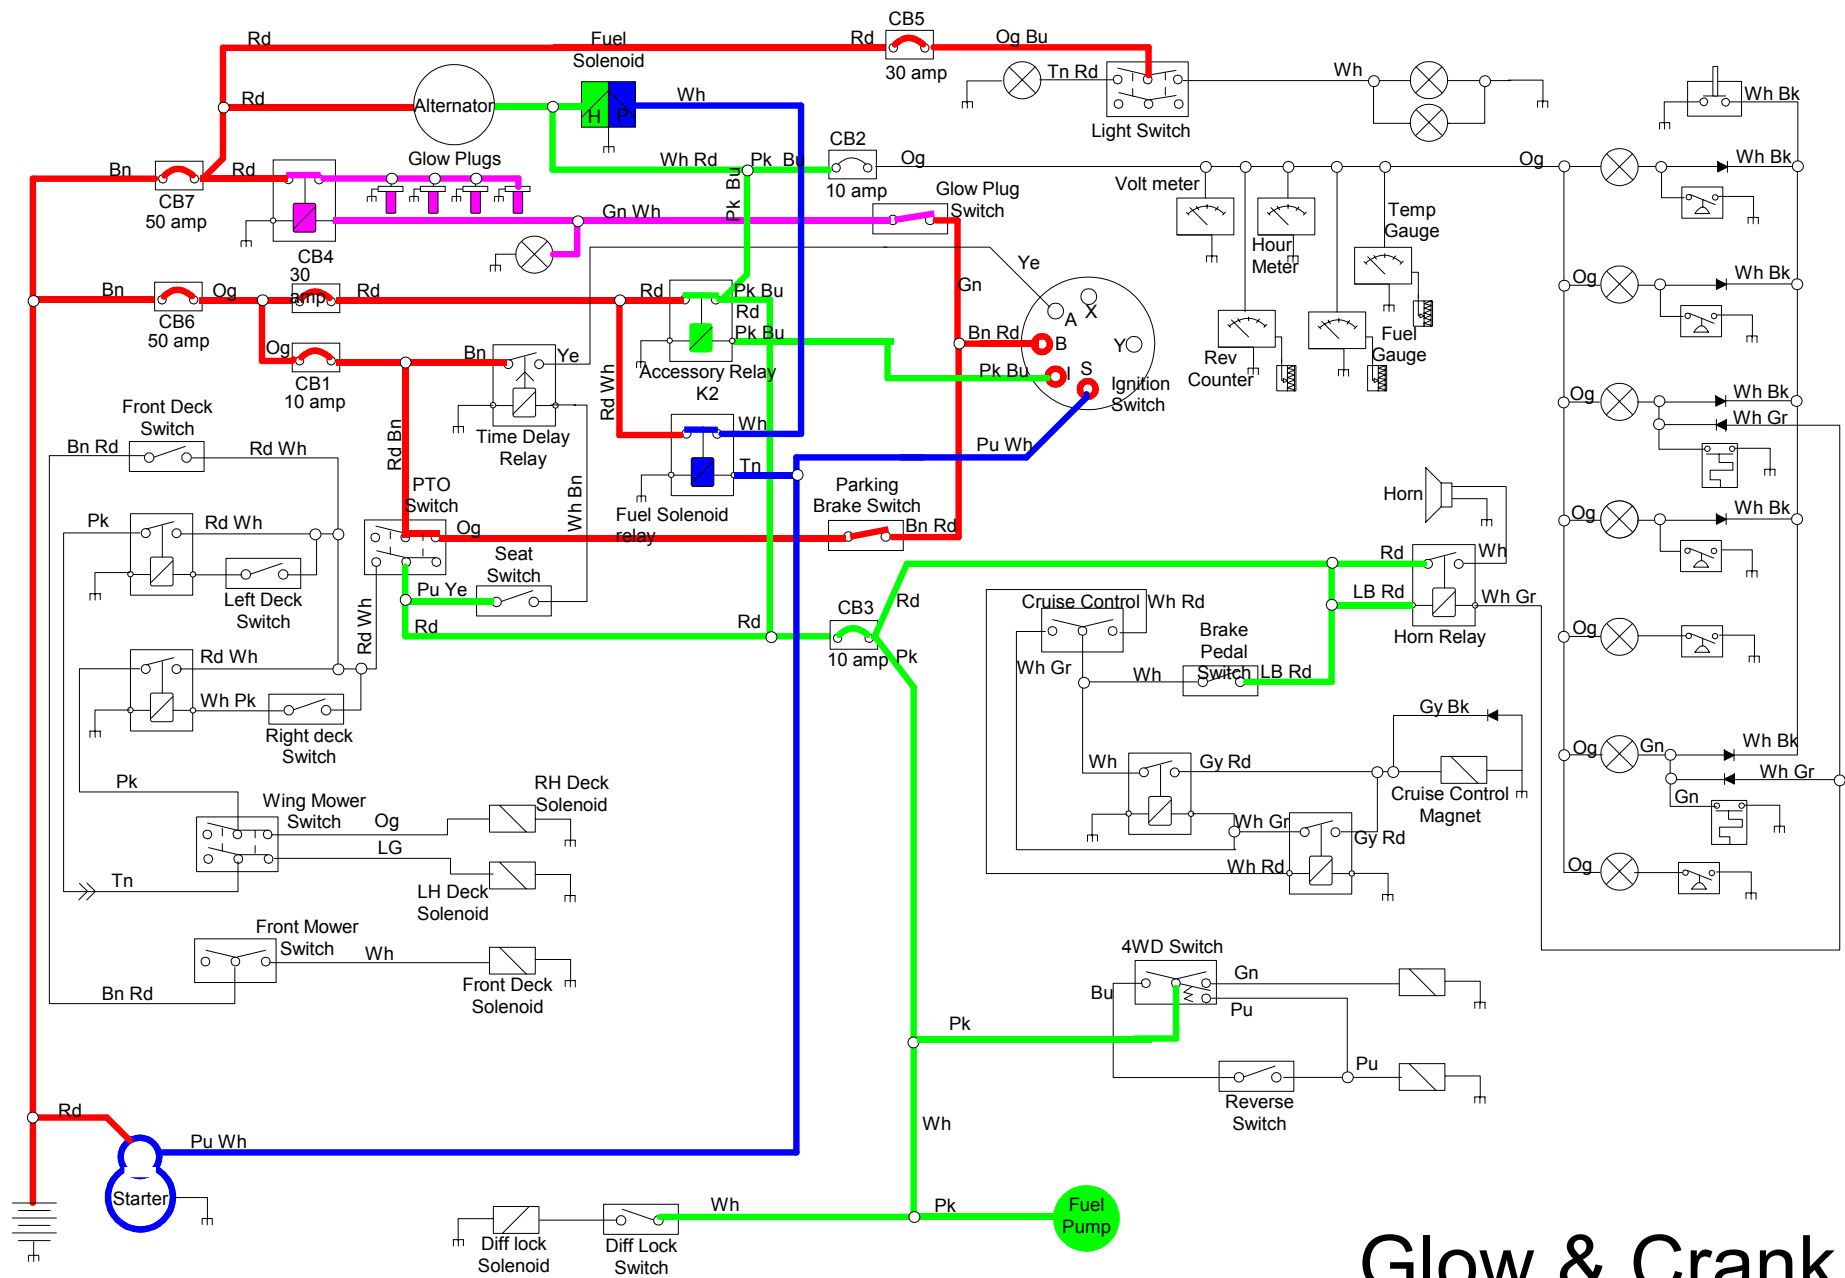 CB5
Rd
Fuel
Solenoid
Rd
Og Bu
30 amp
Tn Rd
Wh
Light Switch
Rd
Alternator
H
P
Wh
Wh Bk
Glow Plugs
Wh Rd
Pk Bu
CB2
10 amp
Og
Og
Wh Bk
Bn
CB7
50 amp
Rd
CB4
30
amp
Gn Wh
Pk Bu
Glow Plug
Switch
Volt meter
Hour
Meter
Temp
Gauge
Bn
CB6
50 amp
Og
Rd
Rd
Pk Bu
Rd
Pk Bu
Ye
Gn
A
X
B
Y
I
S
Bn Rd
Pk Bu
Ignition
Switch
Rev
Counter
Fuel
Gauge
Og
Wh Bk
Og
CB1
10 amp
Bn
Ye
Accessory Relay
K2
Rd Wh
Front Deck
Switch
Bn Rd
Rd Wh
Rd Bn
Time Delay
Relay
Wh
Tn
Pu Wh
Og
Wh Bk
Wh Gr
PTO
Switch
Og
Wh Bn
Fuel Solenoid
relay
Parking
Brake Switch
Bn Rd
Horn
Pk
Rd Wh
Left Deck
Switch
Seat
Switch
Pu Ye
Rd
Rd Wh
Rd
CB3
10 amp
Rd
Pk
Rd
Wh
LB Rd
Wh Gr
Horn Relay
Og
Wh Bk
Cruise Control
Wh Rd
Wh Gr
Wh
Brake
Pedal
Switch
LB Rd
Og
Rd Wh
Wh Pk
Right deck
Switch
Pk
Wing Mower
Switch
Og
LG
RH Deck
Solenoid
LH Deck
Solenoid
Tn
Wh
Gy Rd
Gy Bk
Cruise Control
Magnet
Wh Gr
Gy Rd
Wh Rd
Og
Gn
Wh Bk
Wh Gr
Gn
Og
Front Mower
Switch
Wh
Bn Rd
Front Deck
Solenoid
4WD Switch
Gn
Bu
Pu
Pk
Pu
Reverse
Switch
Rd
Pu Wh
Starter
Wh
Wh
Pk
Fuel
Pump
Diff lock
Solenoid
Diff Lock
Switch
Glow & Crank